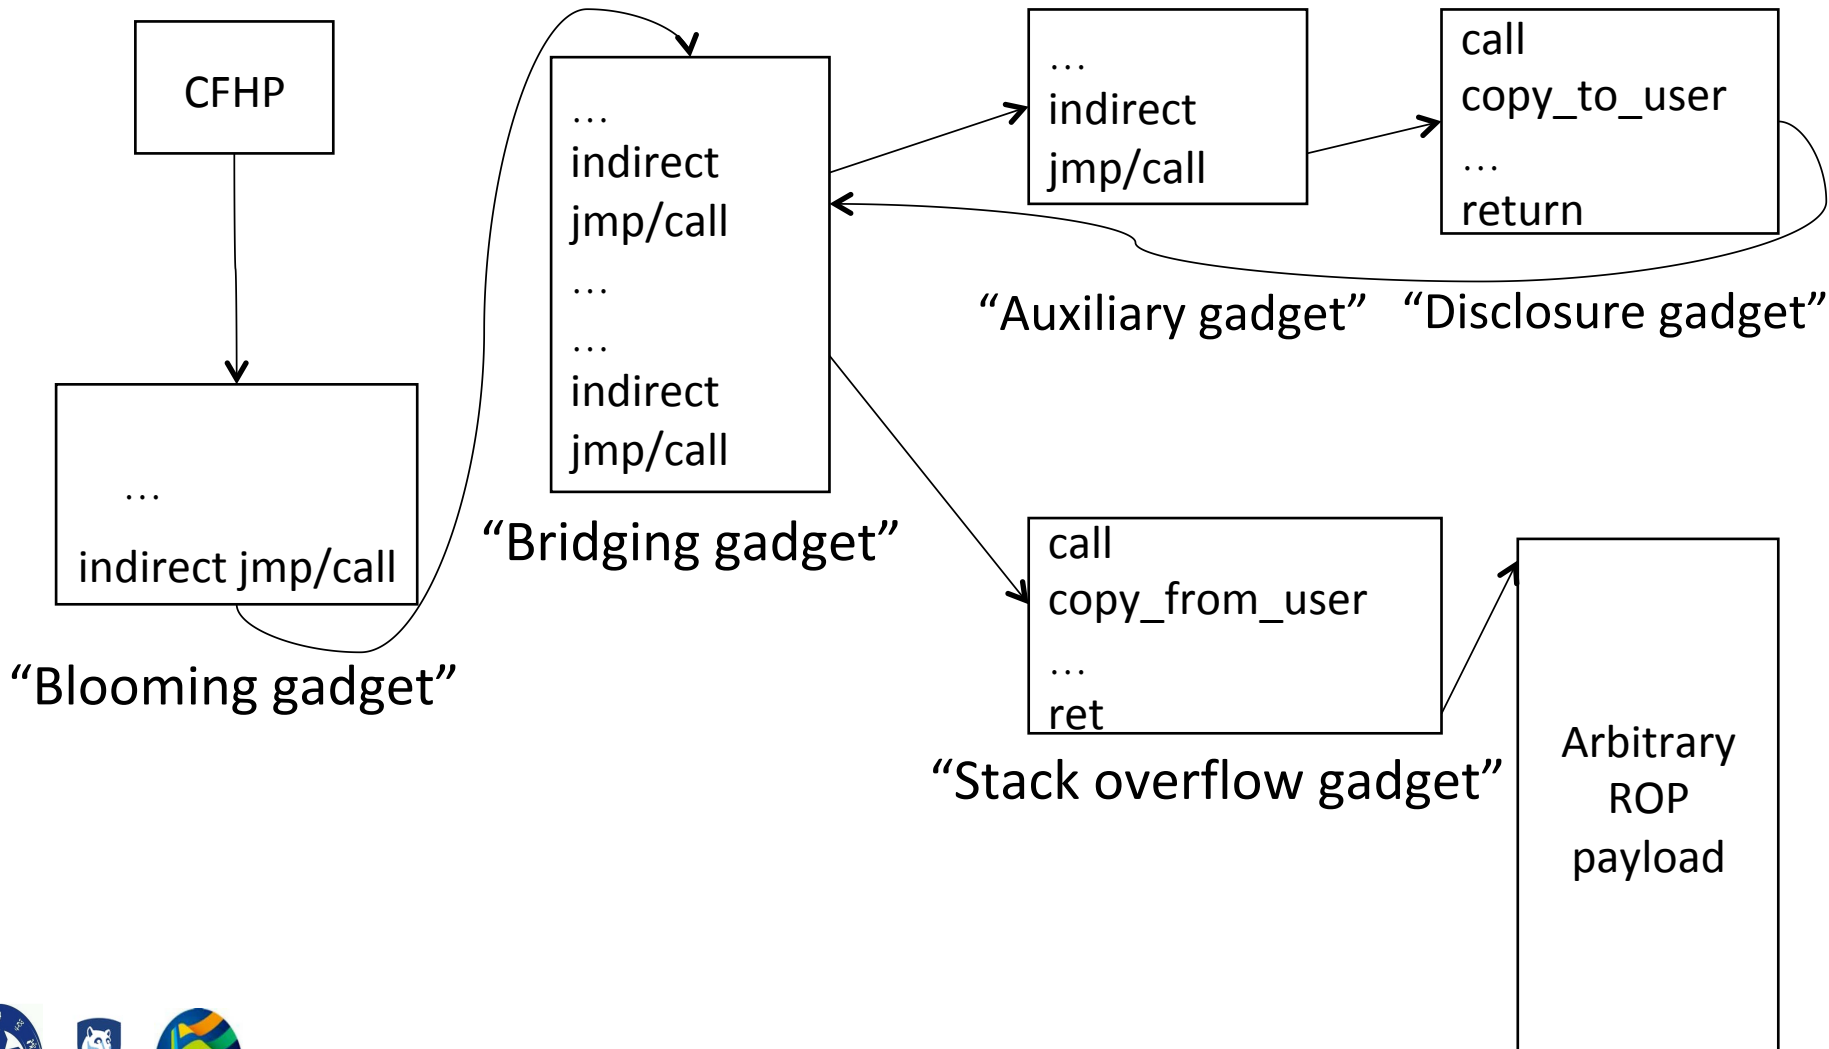 CFHP
…
indirect jmp/call
“Blooming gadget”
…
indirect
jmp/call
…
…
indirect
jmp/call
“Bridging gadget”
…
indirect
jmp/call
“Auxiliary gadget”
call
copy_to_user
…
return
“Disclosure gadget”
call
copy_from_user
…
ret
“Stack overflow gadget”
Arbitrary
ROP
payload